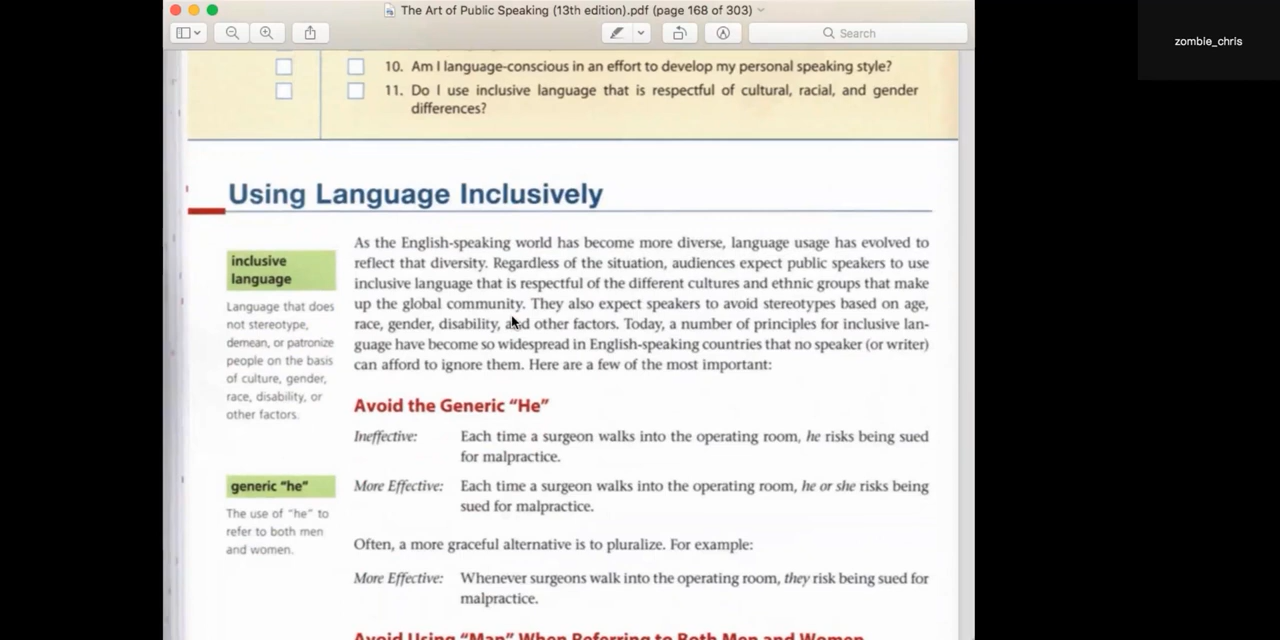 The Art of Public Speaking (13th edition).pdf (page 168 of 303)
Search
zombie_chris
10. Am I language-conscious in an effort to develop my personal speaking style?
11. Do I use inclusive language that is respectful of cultural, racial, and gender
differences?
Using Language Inclusively
inclusive
language
Language that does
not stereotype,
demean, or patronize
people on the basis
of culture, gender,
race, disability, or
other factors.
As the English-speaking world has become more diverse, language usage has evolved to
reflect that diversity. Regardless of the situation, audiences expect public speakers to use
inclusive language that is respectful of the different cultures and ethnic groups that make
up the global community. They also expect speakers to avoid stereotypes based on age,
race, gender, disability, and other factors. Today, a number of principles for inclusive lan-
guage have become so widespread in English-speaking countries that no speaker (or writer)
can afford to ignore them. Here are a few of the most important:
Avoid the Generic "He"
Ineffective: Each time a surgeon walks into the operating room, he risks being sued
for malpractice.
generic "he"
The use of "he" to
refer to both men
and women.
More Effective: Each time a surgeon walks into the operating room, he or she risks being
sued for malpractice.
Often, a more graceful alternative is to pluralize. For example:
More Effective: Whenever surgeons walk into the operating room, they risk being sued for
malpractice.
Avoid Using "Man" When Referring to Both Men and Women